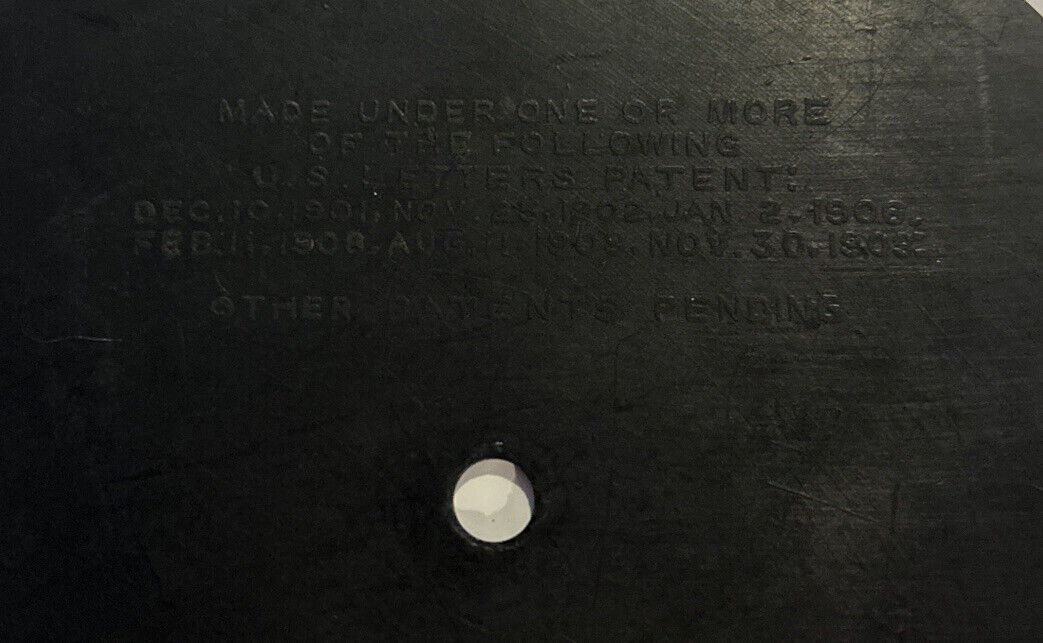 MADE UNDER ONE OR MORE
OF THE FOLLOWING
U.S. LETTERS PATENT:
DEC. 10, 1901, NOV. 25, 1902, JAN. 2, 1906,
FEB. 11, 1908, AUG. 11, 1908, NOV. 30, 1909.
OTHER PATENTS PENDING